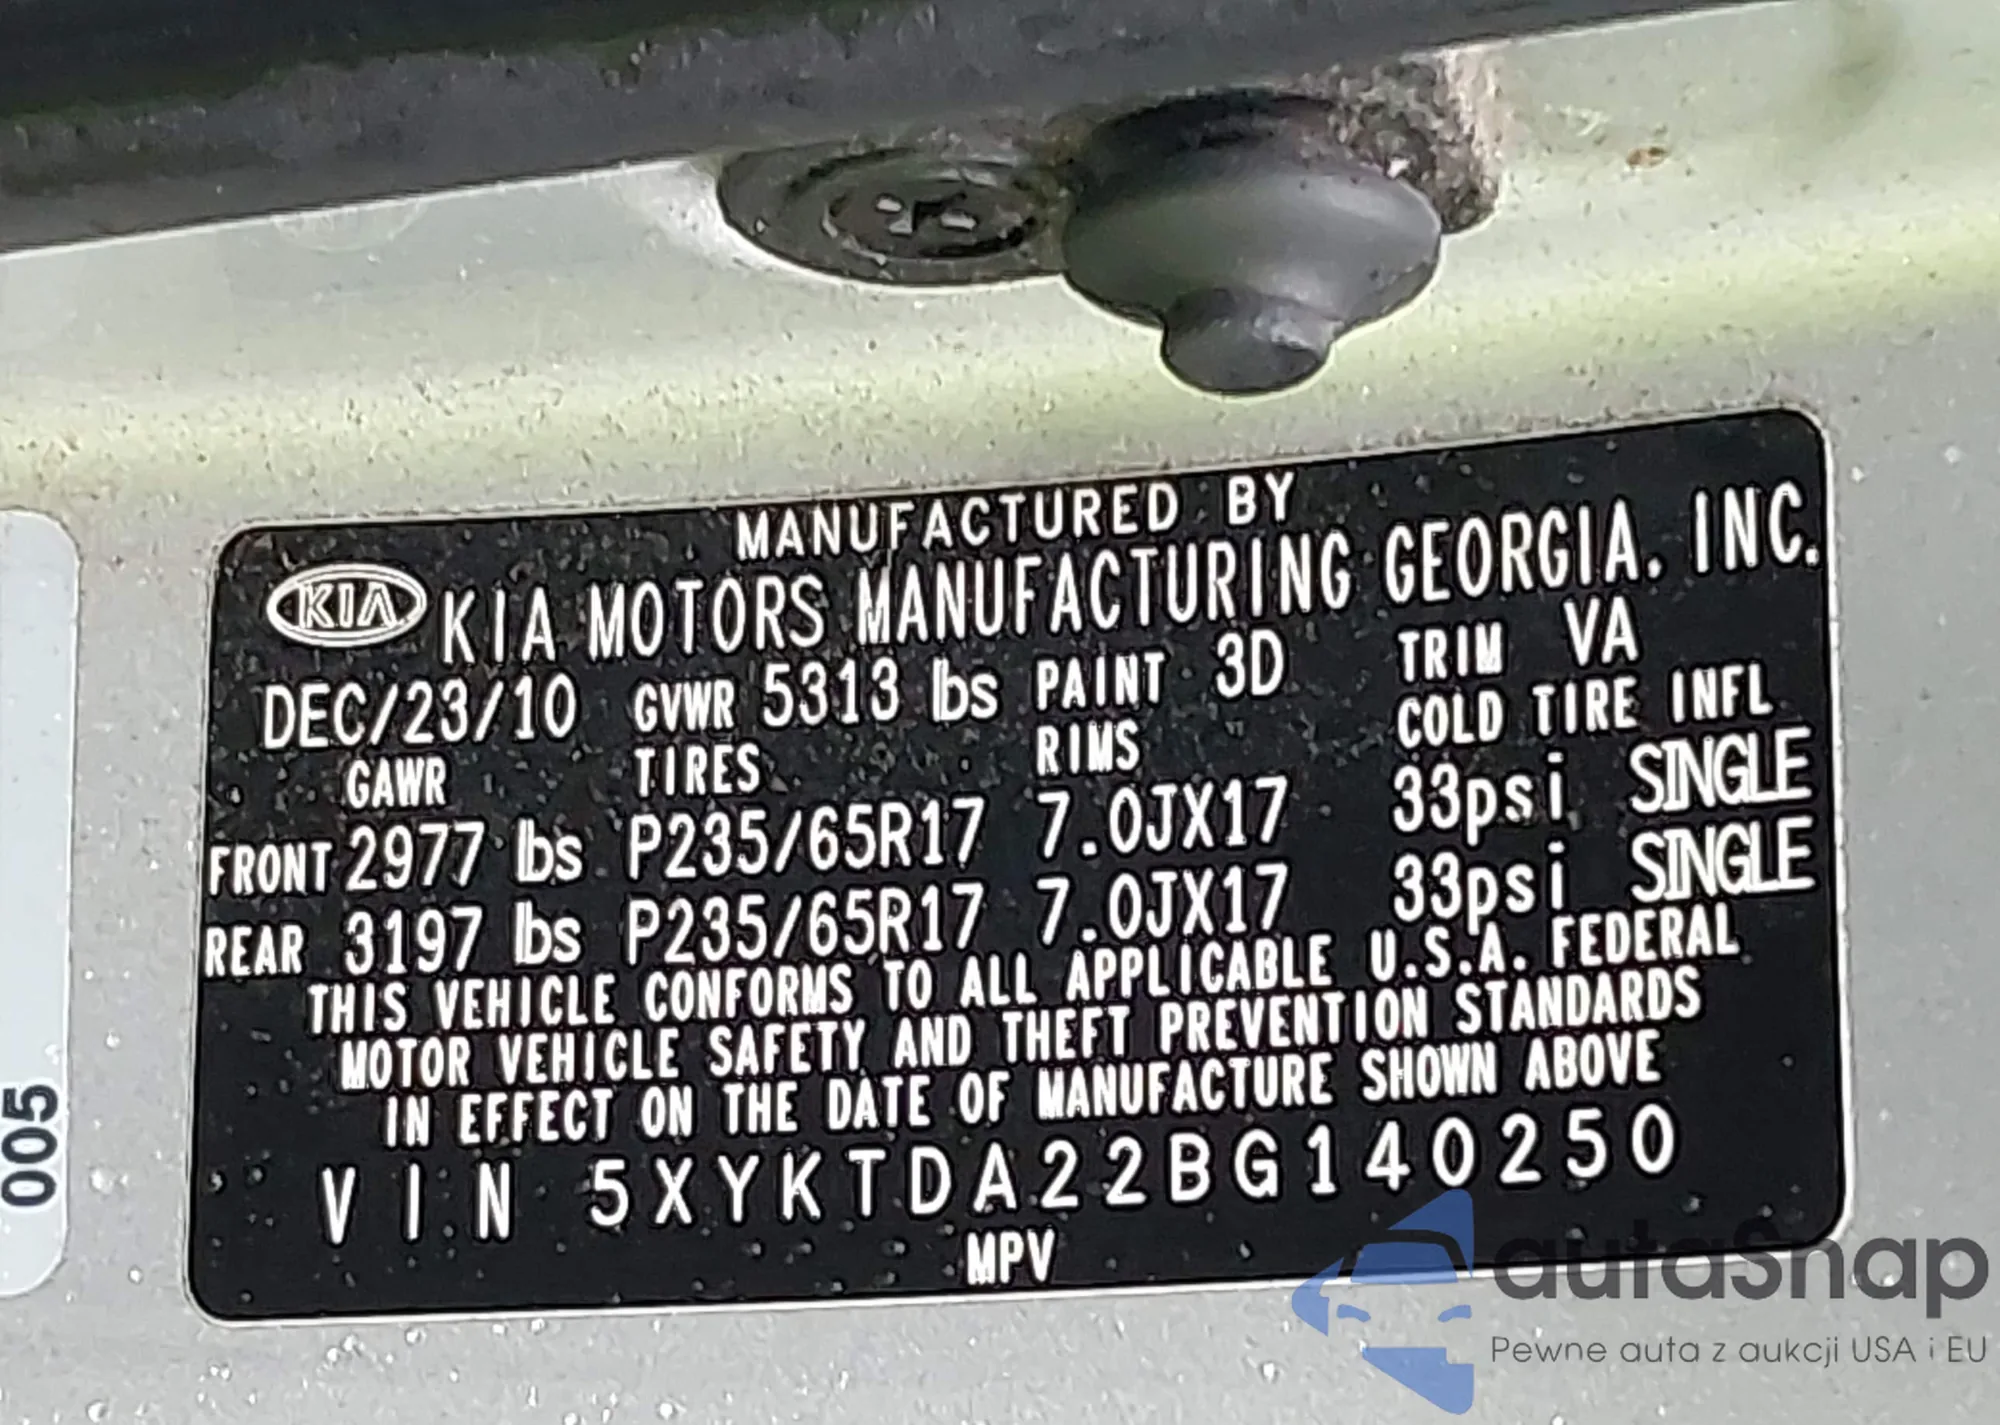 MANUFACTURED BY
KIA KIA MOTORS MANUFACTURING GEORGIA. INC.
DEC/23/10 GVWR 5313 lbs PAINT 3D TRIM VA
GAWR TIRES RIMS COLD TIRE INFL
FRONT 2977 lbs P235/65R17 7.0JX17 33psi SINGLE
REAR 3197 lbs P235/65R17 7.0JX17 33psi SINGLE
THIS VEHICLE CONFORMS TO ALL APPLICABLE U.S.A. FEDERAL
MOTOR VEHICLE SAFETY AND THEFT PREVENTION STANDARDS
IN EFFECT ON THE DATE OF MANUFACTURE SHOWN ABOVE
VIN 5XYKTDA22BG140250
MPV
005
autaSnap
Pewne auta z aukcji USA i EU